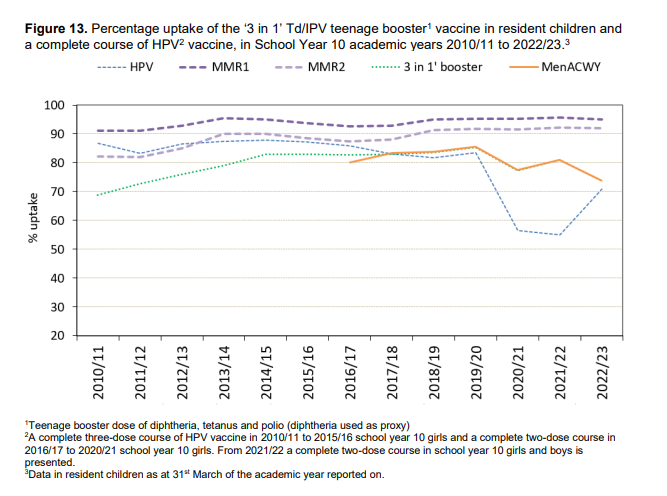 Figure 13. Percentage uptake of the ‘3 in 1’ Td/IPV teenage booster¹ vaccine in resident children and
a complete course of HPV² vaccine, in School Year 10 academic years 2010/11 to 2022/23.³
HPV MMR1 MMR2 3 in 1' booster MenACWY
100
90
80
70
60
50
40
30
20
% uptake
2010/11 2011/12 2012/13 2013/14 2014/15 2015/16 2016/17 2017/18 2018/19 2019/20 2020/21 2021/22 2022/23
¹Teenage booster dose of diphtheria, tetanus and polio (diphtheria used as proxy)
²A complete three-dose course of HPV vaccine in 2010/11 to 2015/16 school year 10 girls and a complete two-dose course in
2016/17 to 2020/21 school year 10 girls. From 2021/22 a complete two-dose course in school year 10 girls and boys is
presented.
³Data in resident children as at 31ˢᵗ March of the academic year reported on.